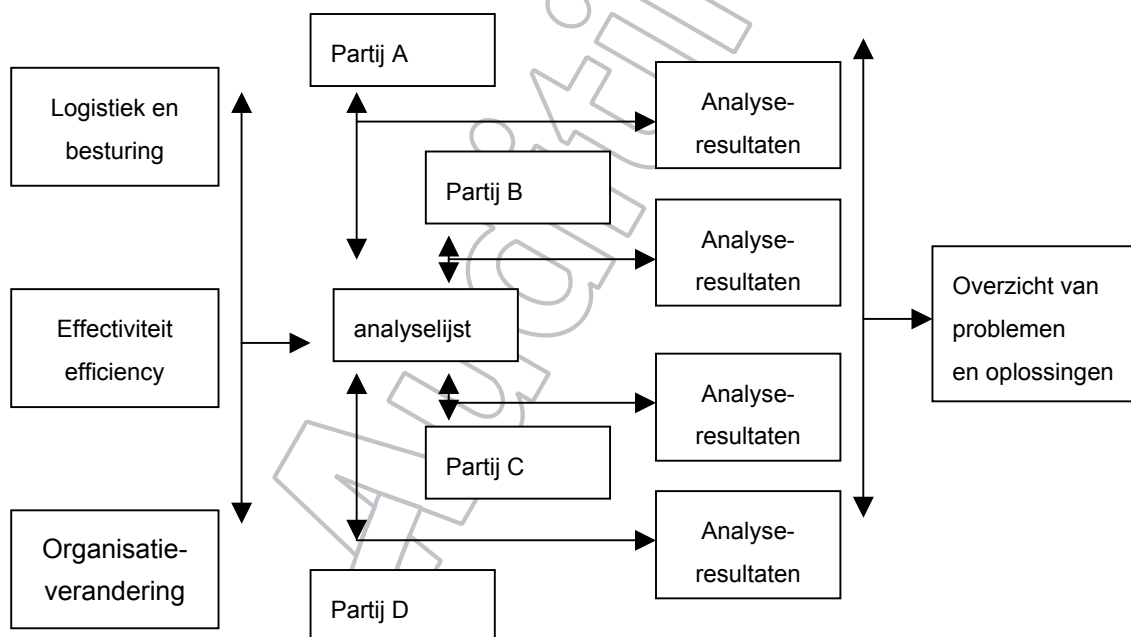 Partij A
Logistiek en
besturing
Analyse-
resultaten
Partij B
Analyse-
resultaten
Effectiviteit
efficiency
analyselijst
Overzicht van
problemen
en oplossingen
Analyse-
resultaten
Partij C
Organisatie-
verandering
Analyse-
resultaten
Partij D